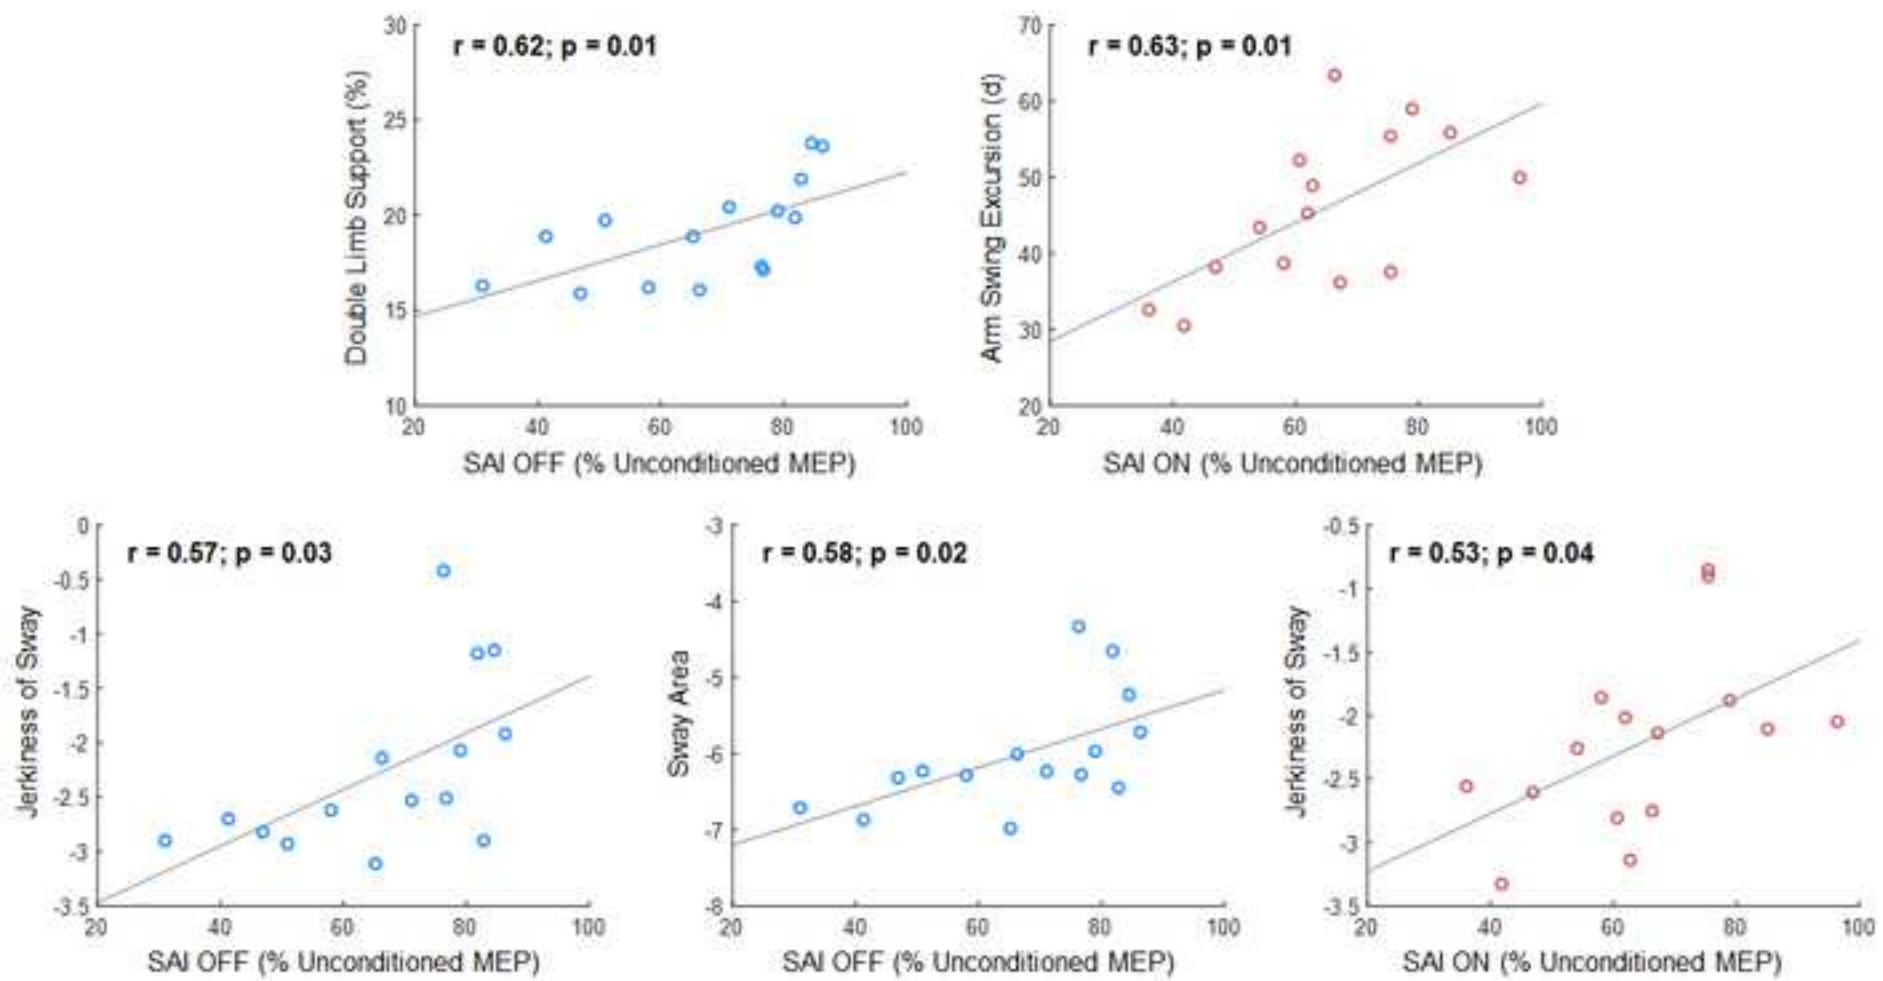 r = 0.62; p = 0.01
Double Limb Support (%)
30
25
20
15
10
20 40 60 80 100
SAI OFF (% Unconditioned MEP)
r = 0.63; p = 0.01
Arm Swing Excursion (d)
70
60
50
40
30
20
20 40 60 80 100
SAI ON (% Unconditioned MEP)
r = 0.57; p = 0.03
Jerkiness of Sway
0
-0.5
-1
-1.5
-2
-2.5
-3
-3.5
20 40 60 80 100
SAI OFF (% Unconditioned MEP)
r = 0.58; p = 0.02
Sway Area
-3
-4
-5
-6
-7
-8
20 40 60 80 100
SAI OFF (% Unconditioned MEP)
r = 0.53; p = 0.04
Jerkiness of Sway
-0.5
-1
-1.5
-2
-2.5
-3
-3.5
20 40 60 80 100
SAI ON (% Unconditioned MEP)